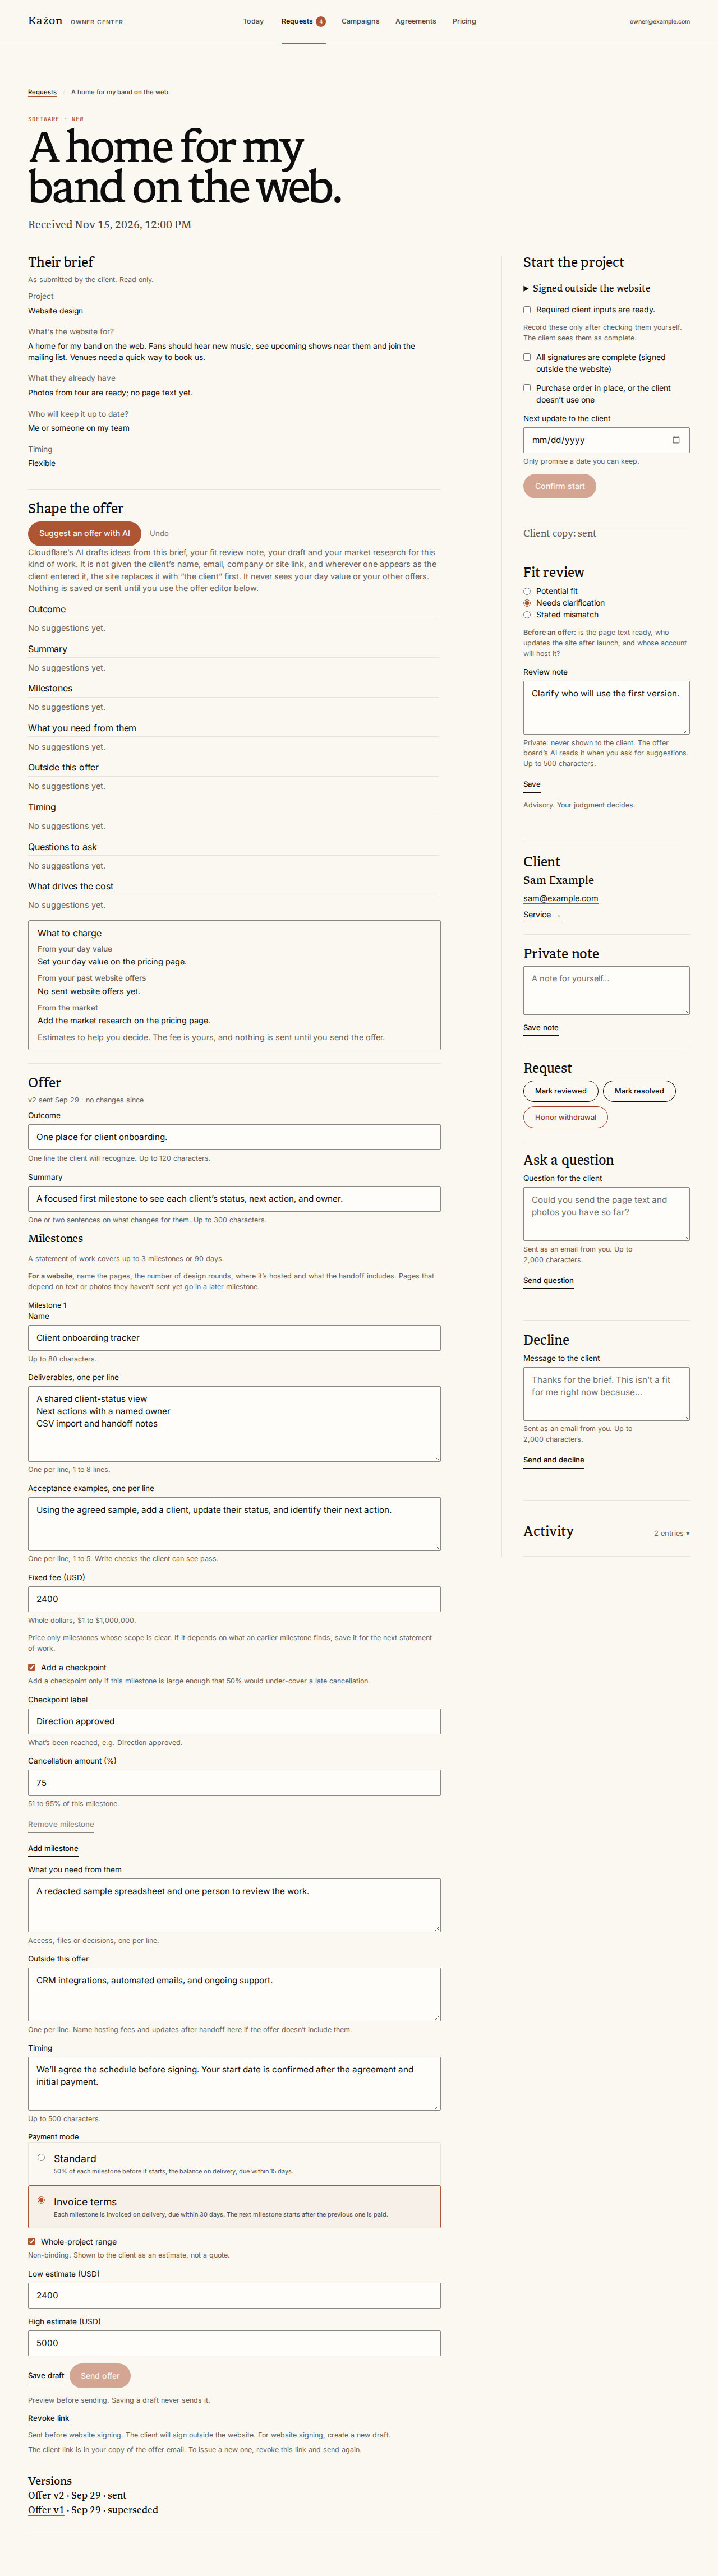 Kazon OWNER CENTER
Today
Requests 4
Campaigns
Agreements
Pricing
owner@example.com
Requests / A home for my band on the web.
SOFTWARE · NEW
A home for my
band on the web.
Received Nov 15, 2026, 12:00 PM
Their brief
As submitted by the client. Read only.
Project
Website design
What's the website for?
A home for my band on the web. Fans should hear new music, see upcoming shows near them and join the
mailing list. Venues need a quick way to book us.
What they already have
Photos from tour are ready; no page text yet.
Who will keep it up to date?
Me or someone on my team
Timing
Flexible
Shape the offer
Suggest an offer with AI
Undo
Cloudflare's AI drafts ideas from this brief, your fit review note, your draft and your market research for this
kind of work. It is not given the client's name, email, company or site link, and wherever one appears as the
client entered it, the site replaces it with "the client" first. It never sees your day value or your other offers.
Nothing is saved or sent until you use the offer editor below.
Outcome
No suggestions yet.
Summary
No suggestions yet.
Milestones
No suggestions yet.
What you need from them
No suggestions yet.
Outside this offer
No suggestions yet.
Timing
No suggestions yet.
Questions to ask
No suggestions yet.
What drives the cost
No suggestions yet.
What to charge
From your day value
Set your day value on the pricing page.
From your past website offers
No sent website offers yet.
From the market
Add the market research on the pricing page.
Estimates to help you decide. The fee is yours, and nothing is sent until you send the offer.
Offer
v2 sent Sep 29 · no changes since
Outcome
One place for client onboarding.
One line the client will recognize. Up to 120 characters.
Summary
A focused first milestone to see each client's status, next action, and owner.
One or two sentences on what changes for them. Up to 300 characters.
Milestones
A statement of work covers up to 3 milestones or 90 days.
For a website, name the pages, the number of design rounds, where it's hosted and what the handoff includes. Pages that
depend on text or photos they haven't sent yet go in a later milestone.
Milestone 1
Name
Client onboarding tracker
Up to 80 characters.
Deliverables, one per line
A shared client-status view
Next actions with a named owner
CSV import and handoff notes
One per line, 1 to 8 lines.
Acceptance examples, one per line
Using the agreed sample, add a client, update their status, and identify their next action.
One per line, 1 to 5. Write checks the client can see pass.
Fixed fee (USD)
2400
Whole dollars, $1 to $1,000,000.
Price only milestones whose scope is clear. If it depends on what an earlier milestone finds, save it for the next statement
of work.
Add a checkpoint
Add a checkpoint only if this milestone is large enough that 50% would under-cover a late cancellation.
Checkpoint label
Direction approved
What's been reached, e.g. Direction approved.
Cancellation amount (%)
75
51 to 95% of this milestone.
Remove milestone
Add milestone
What you need from them
A redacted sample spreadsheet and one person to review the work.
Access, files or decisions, one per line.
Outside this offer
CRM integrations, automated emails, and ongoing support.
One per line. Name hosting fees and updates after handoff here if the offer doesn't include them.
Timing
We'll agree the schedule before signing. Your start date is confirmed after the agreement and
initial payment.
Up to 500 characters.
Payment mode
Standard
50% of each milestone before it starts, the balance on delivery, due within 15 days.
Invoice terms
Each milestone is invoiced on delivery, due within 30 days. The next milestone starts after the previous one is paid.
Whole-project range
Non-binding. Shown to the client as an estimate, not a quote.
Low estimate (USD)
2400
High estimate (USD)
5000
Save draft
Send offer
Preview before sending. Saving a draft never sends it.
Revoke link
Sent before website signing. The client will sign outside the website. For website signing, create a new draft.
The client link is in your copy of the offer email. To issue a new one, revoke this link and send again.
Versions
Offer v2 · Sep 29 · sent
Offer v1 · Sep 29 · superseded
Start the project
▶ Signed outside the website
Required client inputs are ready.
Record these only after checking them yourself.
The client sees them as complete.
All signatures are complete (signed
outside the website)
Purchase order in place, or the client
doesn't use one
Next update to the client
mm/dd/yyyy
Only promise a date you can keep.
Confirm start
Client copy: sent
Fit review
Potential fit
Needs clarification
Stated mismatch
Before an offer: is the page text ready, who
updates the site after launch, and whose account
will host it?
Review note
Clarify who will use the first version.
Private: never shown to the client. The offer
board's AI reads it when you ask for suggestions.
Up to 500 characters.
Save
Advisory. Your judgment decides.
Client
Sam Example
sam@example.com
Service →
Private note
A note for yourself…
Save note
Request
Mark reviewed
Mark resolved
Honor withdrawal
Ask a question
Question for the client
Could you send the page text and
photos you have so far?
Sent as an email from you. Up to
2,000 characters.
Send question
Decline
Message to the client
Thanks for the brief. This isn't a fit
for me right now because…
Sent as an email from you. Up to
2,000 characters.
Send and decline
Activity
2 entries ▾